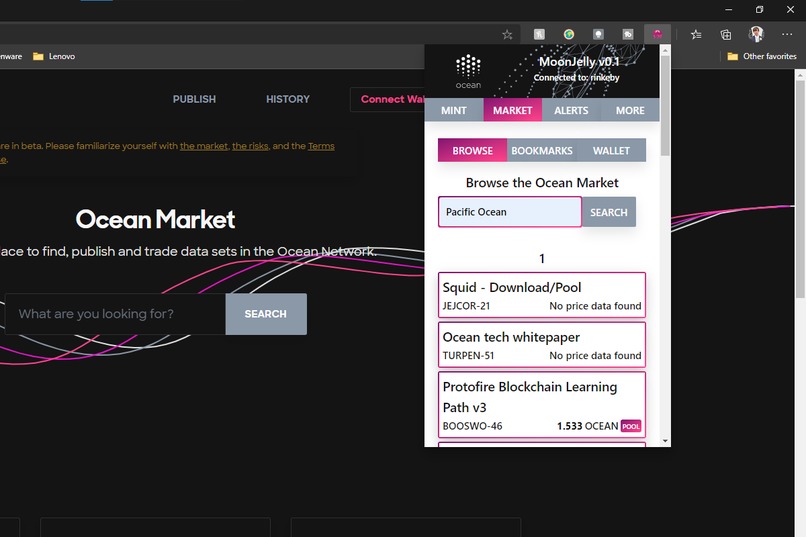 enware
Lenovo
Other favorites
PUBLISH
HISTORY
Connect Wal
re in beta. Please familiarize yourself with the market, the risks, and the Terms
e.
Ocean Market
lace to find, publish and trade data sets in the Ocean Network.
What are you looking for?
SEARCH
ocean
MoonJelly v0.1
Connected to: rinkeby
MINT
MARKET
ALERTS
MORE
BROWSE
BOOKMARKS
WALLET
Browse the Ocean Market
Pacific Ocean
SEARCH
1
Squid - Download/Pool
JEJCOR-21
No price data found
Ocean tech whitepaper
TURPEN-51
No price data found
Protofire Blockchain Learning
Path v3
BOOSWO-46
1.533 OCEAN POOL